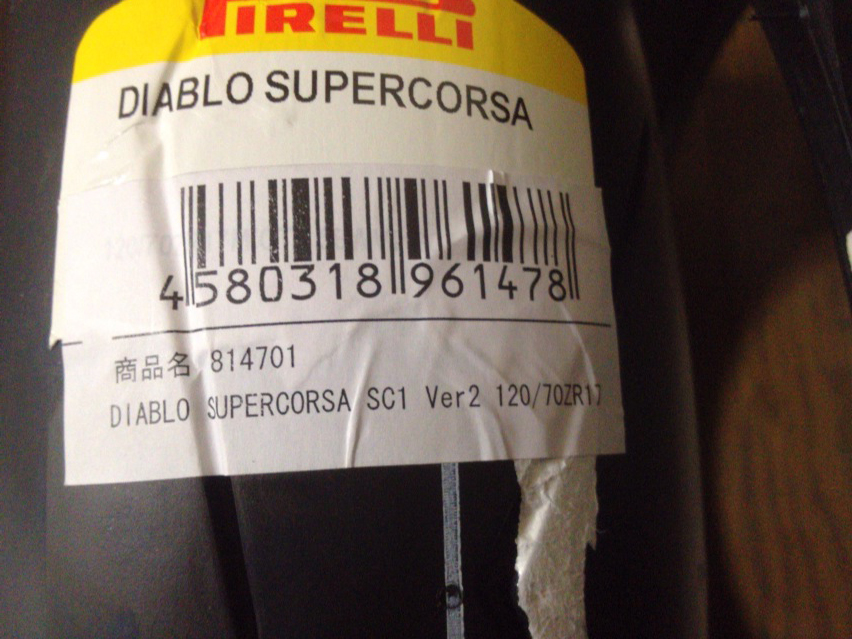 PIRELLI
DIABLO SUPERCORSA
4580318961478
商品名 814701
DIABLO SUPERCORSA SC1 Ver2 120/70ZR17